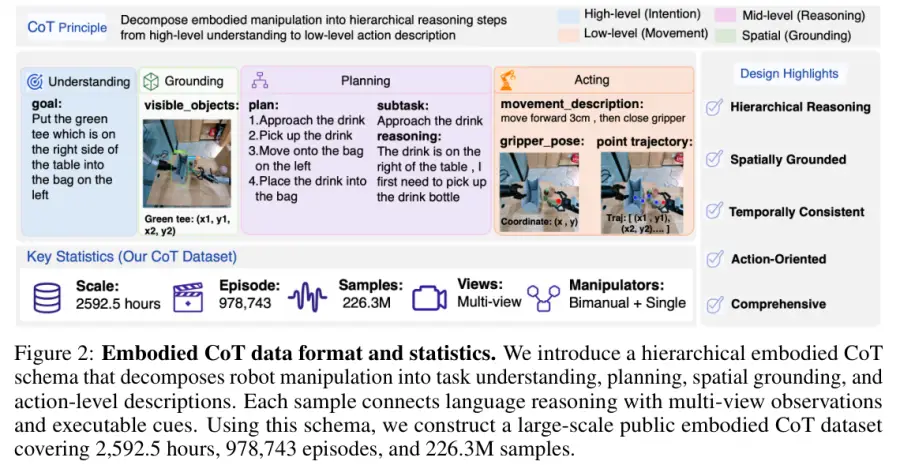 CoT Principle
Decompose embodied manipulation into hierarchical reasoning steps
from high-level understanding to low-level action description
High-level (Intention)
Mid-level (Reasoning)
Low-level (Movement)
Spatial (Grounding)
Understanding
goal:
Put the green
tee which is on
the right side of
the table into
the bag on the
left
Grounding
visible_objects:
Green tee: (x1, y1,
x2, y2)
Planning
plan:
1.Approach the drink
2.Pick up the drink
3.Move onto the bag
on the left
4.Place the drink into
the bag
subtask:
Approach the drink
reasoning:
The drink is on the
right of the table , I
first need to pick up
the drink bottle
Acting
movement_description:
move forward 3cm , then close gripper
gripper_pose:
Coordinate: (x , y)
point trajectory:
Traj: [ (x1 , y1),
(x2, y2).... ]
Design Highlights
Hierarchical Reasoning
Spatially Grounded
Temporally Consistent
Action-Oriented
Comprehensive
Key Statistics (Our CoT Dataset)
Scale:
2592.5 hours
Episode:
978,743
Samples:
226.3M
Views:
Multi-view
Manipulators:
Bimanual + Single
Figure 2: Embodied CoT data format and statistics. We introduce a hierarchical embodied CoT
schema that decomposes robot manipulation into task understanding, planning, spatial grounding, and
action-level descriptions. Each sample connects language reasoning with multi-view observations
and executable cues. Using this schema, we construct a large-scale public embodied CoT dataset
covering 2,592.5 hours, 978,743 episodes, and 226.3M samples.